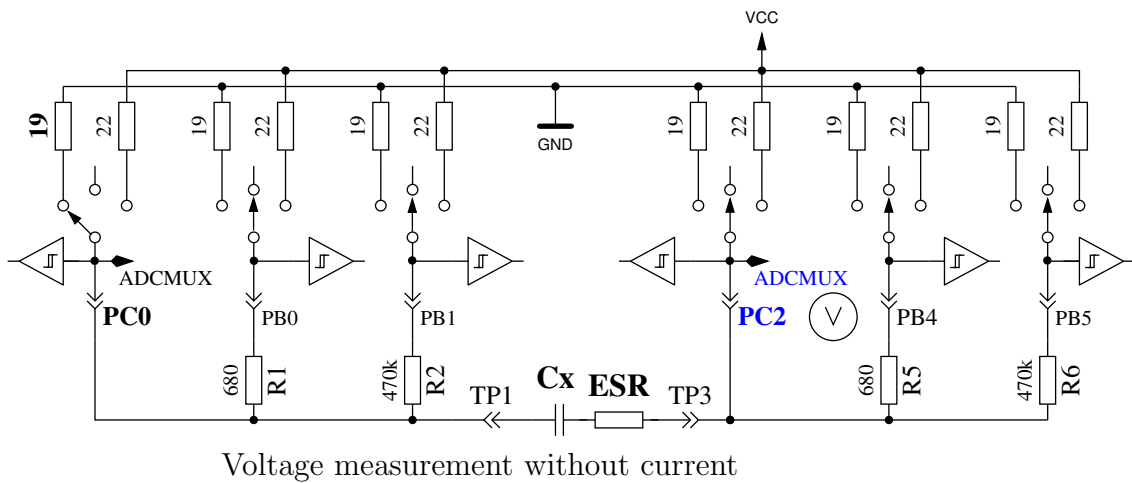 VCC
19
22
19
22
19
22
GND
19
22
19
22
19
22
ADCMUX
ADCMUX
PC0
PB0
PB1
PC2
V
PB4
PB5
680
R1
470k
R2
TP1
Cx
ESR
TP3
680
R5
470k
R6
Voltage measurement without current